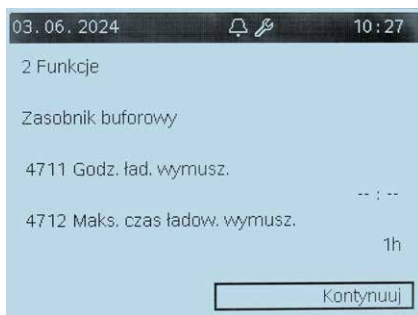 03.06.2024 10:27
2 Funkcje
Zasobnik buforowy
4711 Godz. ład. wymusz.
-- : --
4712 Maks. czas ładow. wymusz.
1h
Kontynuuj